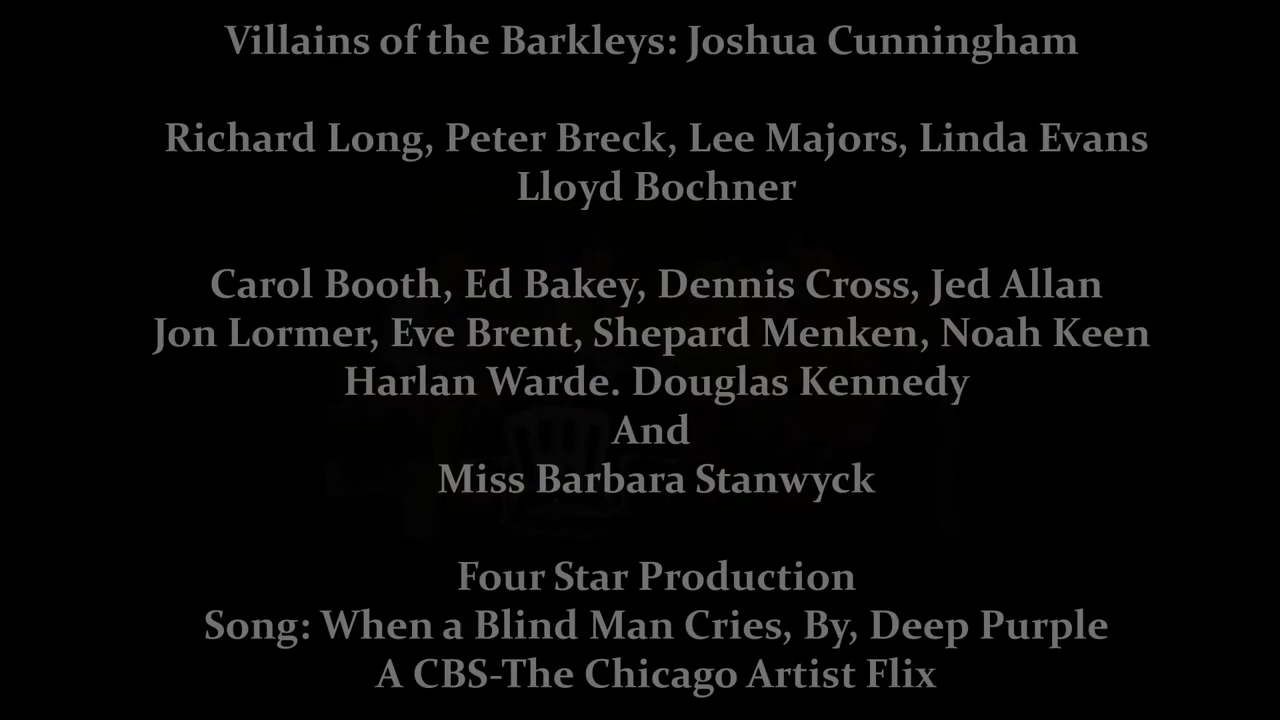 Villains of the Barkleys: Joshua Cunningham
Richard Long, Peter Breck, Lee Majors, Linda Evans
Lloyd Bochner
Carol Booth, Ed Bakey, Dennis Cross, Jed Allan
Jon Lormer, Eve Brent, Shepard Menken, Noah Keen
Harlan Warde. Douglas Kennedy
And
Miss Barbara Stanwyck
Four Star Production
Song: When a Blind Man Cries, By, Deep Purple
A CBS-The Chicago Artist Flix